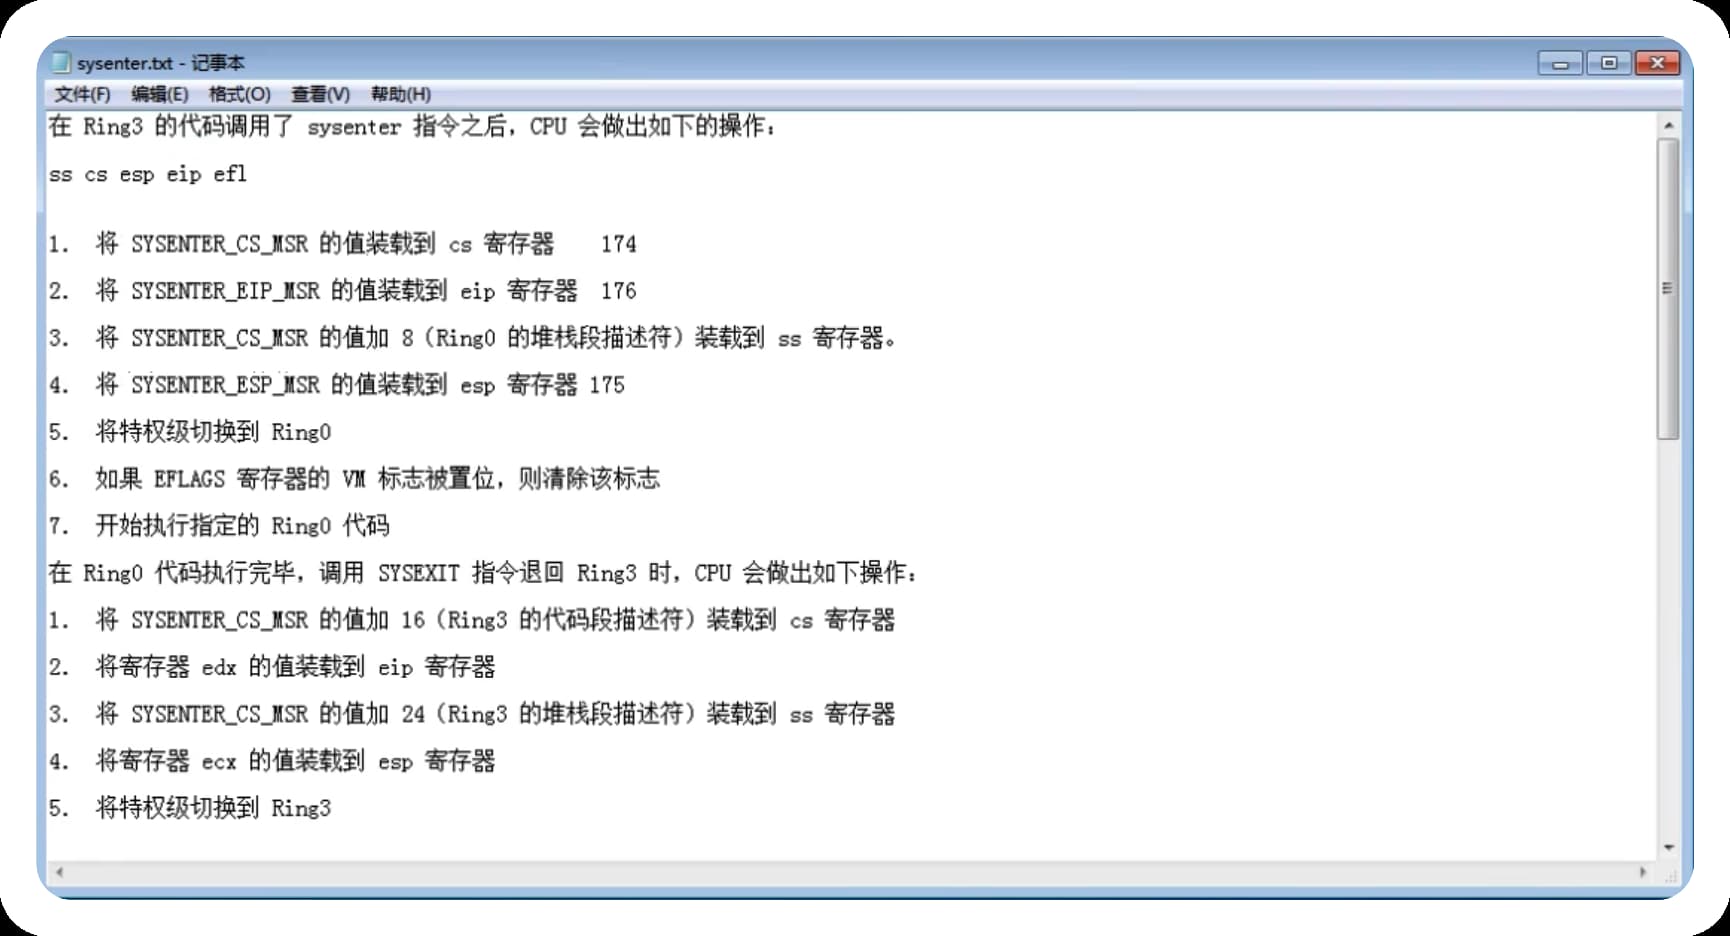 sysenter.txt - 记事本
文件(F) 编辑(E) 格式(O) 查看(V) 帮助(H)
在 Ring3 的代码调用了 sysenter 指令之后，CPU 会做出如下的操作：
ss cs esp eip efl
1. 将 SYSENTER_CS_MSR 的值装载到 cs 寄存器 174
2. 将 SYSENTER_EIP_MSR 的值装载到 eip 寄存器 176
3. 将 SYSENTER_CS_MSR 的值加 8（Ring0 的堆栈段描述符）装载到 ss 寄存器。
4. 将 SYSENTER_ESP_MSR 的值装载到 esp 寄存器 175
5. 将特权级切换到 Ring0
6. 如果 EFLAGS 寄存器的 VM 标志被置位，则清除该标志
7. 开始执行指定的 Ring0 代码
在 Ring0 代码执行完毕，调用 SYSEXIT 指令退回 Ring3 时，CPU 会做出如下操作：
1. 将 SYSENTER_CS_MSR 的值加 16（Ring3 的代码段描述符）装载到 cs 寄存器
2. 将寄存器 edx 的值装载到 eip 寄存器
3. 将 SYSENTER_CS_MSR 的值加 24（Ring3 的堆栈段描述符）装载到 ss 寄存器
4. 将寄存器 ecx 的值装载到 esp 寄存器
5. 将特权级切换到 Ring3